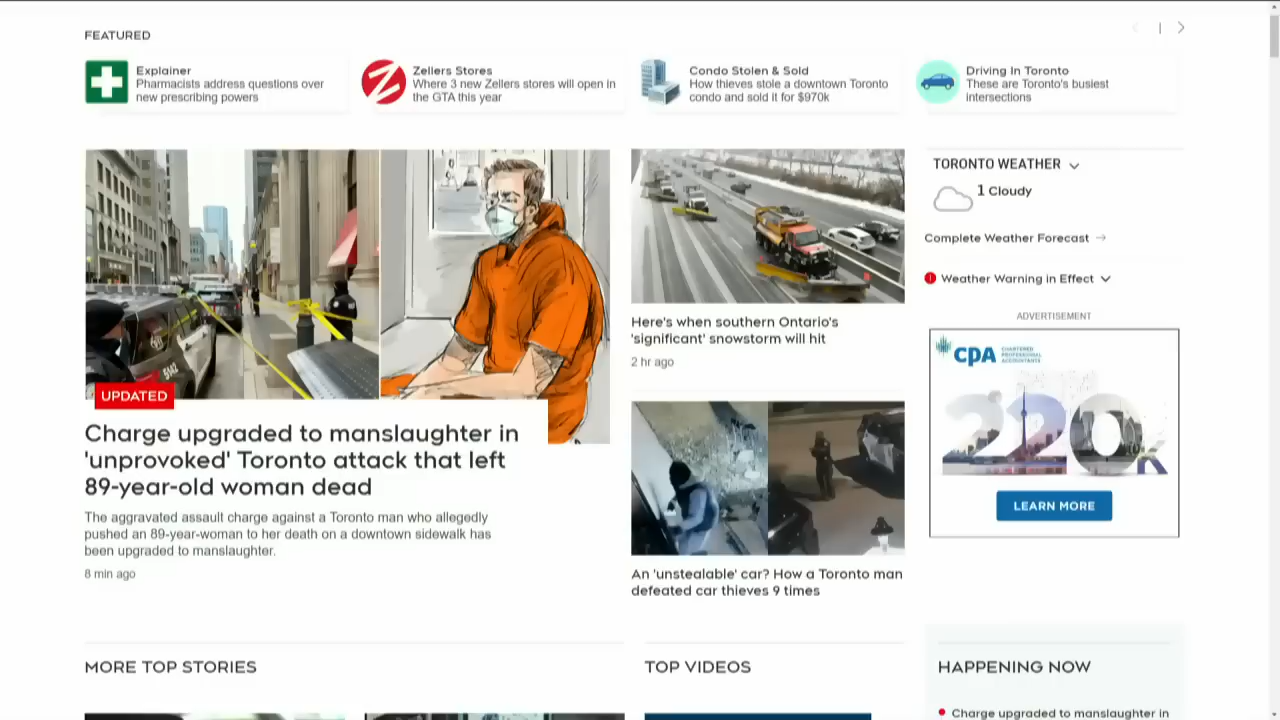 FEATURED
Explainer
Pharmacists address questions over
new prescribing powers
Zellers Stores
Where 3 new Zellers stores will open in
the GTA this year
Condo Stolen & Sold
How thieves stole a downtown Toronto
condo and sold it for $970k
Driving In Toronto
These are Toronto's busiest
intersections
5142
UPDATED
Charge upgraded to manslaughter in
'unprovoked' Toronto attack that left
89-year-old woman dead
The aggravated assault charge against a Toronto man who allegedly
pushed an 89-year-woman to her death on a downtown sidewalk has
been upgraded to manslaughter.
8 min ago
Here's when southern Ontario's
'significant' snowstorm will hit
2 hr ago
An 'unstealable' car? How a Toronto man
defeated car thieves 9 times
TORONTO WEATHER
1 Cloudy
Complete Weather Forecast →
Weather Warning in Effect
ADVERTISEMENT
CPA
CHARTERED
PROFESSIONAL
ACCOUNTANTS
220K
LEARN MORE
MORE TOP STORIES
TOP VIDEOS
HAPPENING NOW
Charge upgraded to manslaughter in